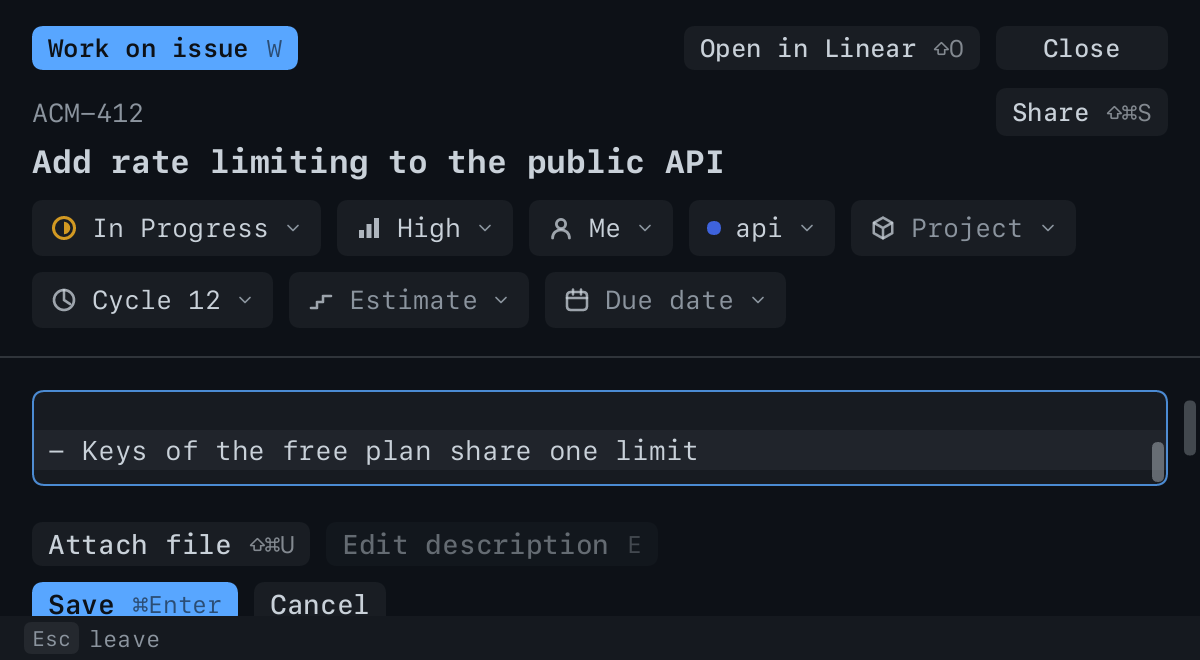 Work on issue W
Open in Linear ⇧O
Close
ACM-412
Share ⇧⌘S
Add rate limiting to the public API
In Progress
High
Me
api
Project
Cycle 12
Estimate
Due date
- Keys of the free plan share one limit
Attach file ⇧⌘U
Edit description E
Save ⌘Enter
Cancel
Esc leave